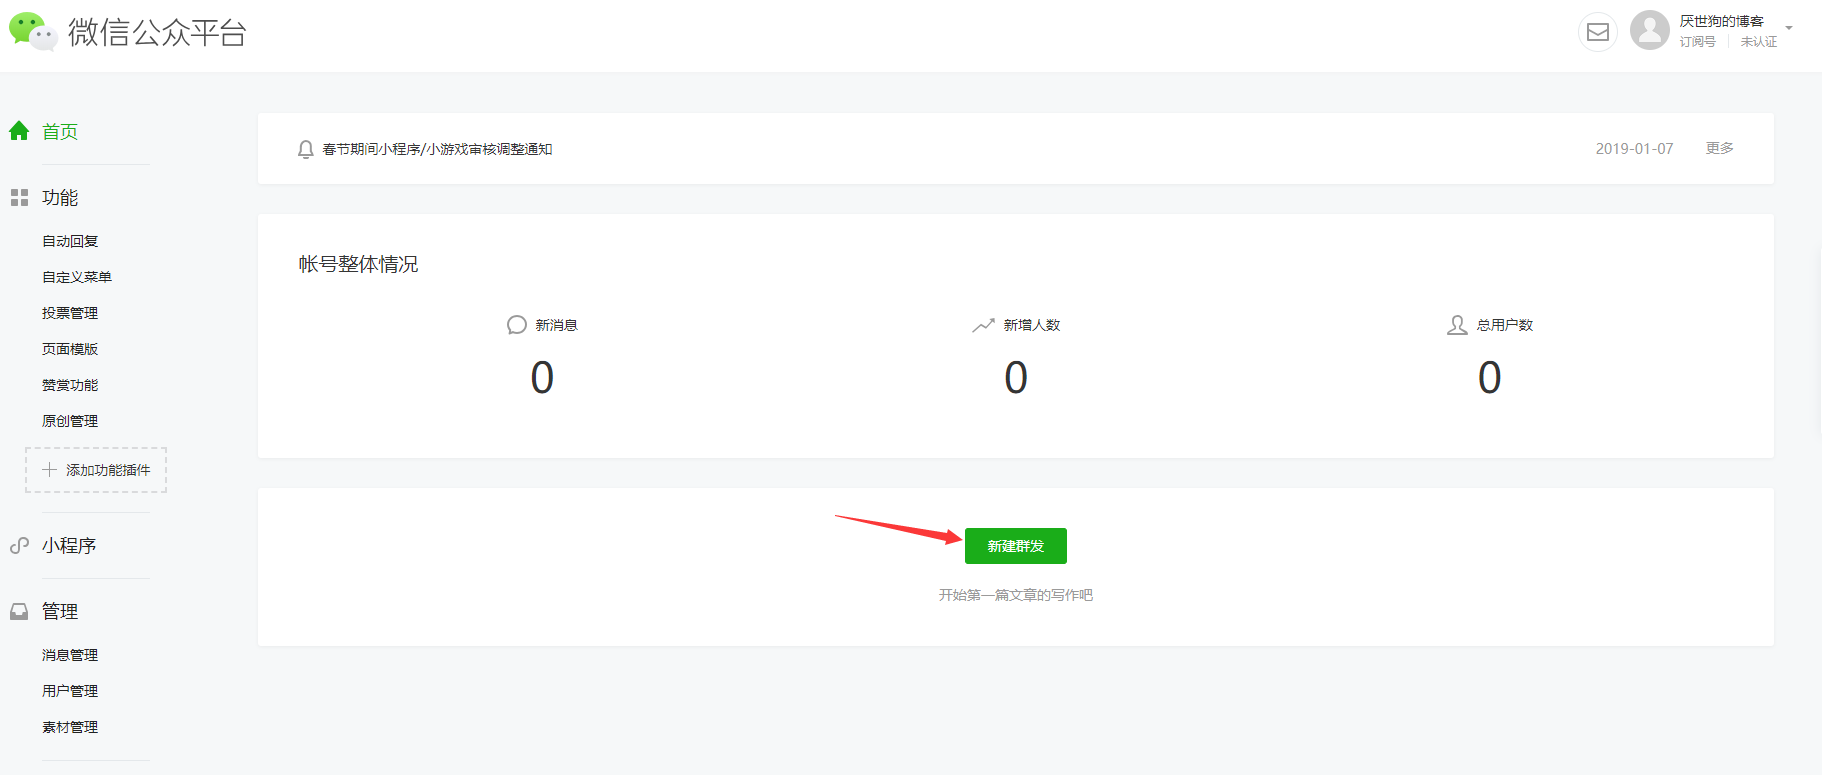 微信公众平台
厌世狗的博客
订阅号 未认证
首页
功能
自动回复
自定义菜单
投票管理
页面模版
赞赏功能
原创管理
添加功能插件
小程序
管理
消息管理
用户管理
素材管理
春节期间小程序/小游戏审核调整通知 2019-01-07 更多
帐号整体情况
新消息 新增人数 总用户数
0 0 0
新建群发
开始第一篇文章的写作吧